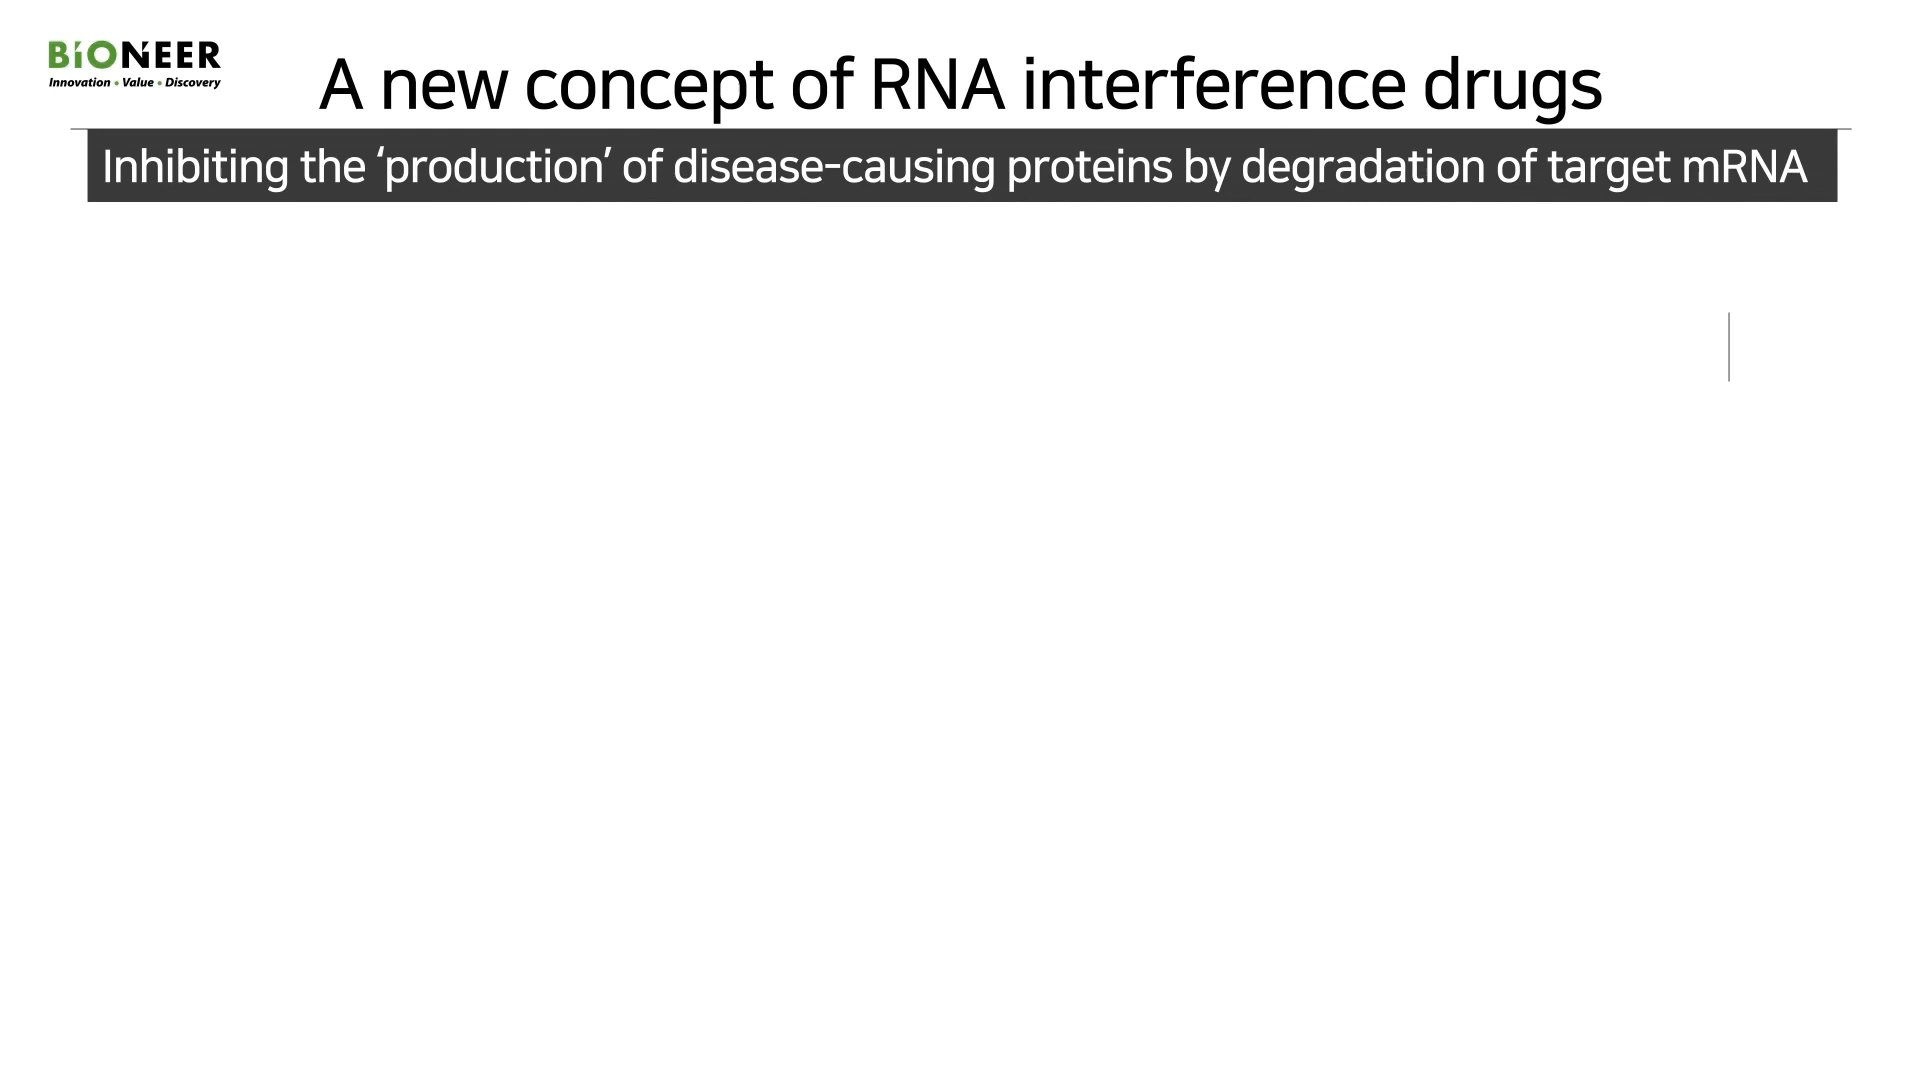 BiONEER
Innovation • Value • Discovery
A new concept of RNA interference drugs
Inhibiting the ‘production’ of disease-causing proteins by degradation of target mRNA